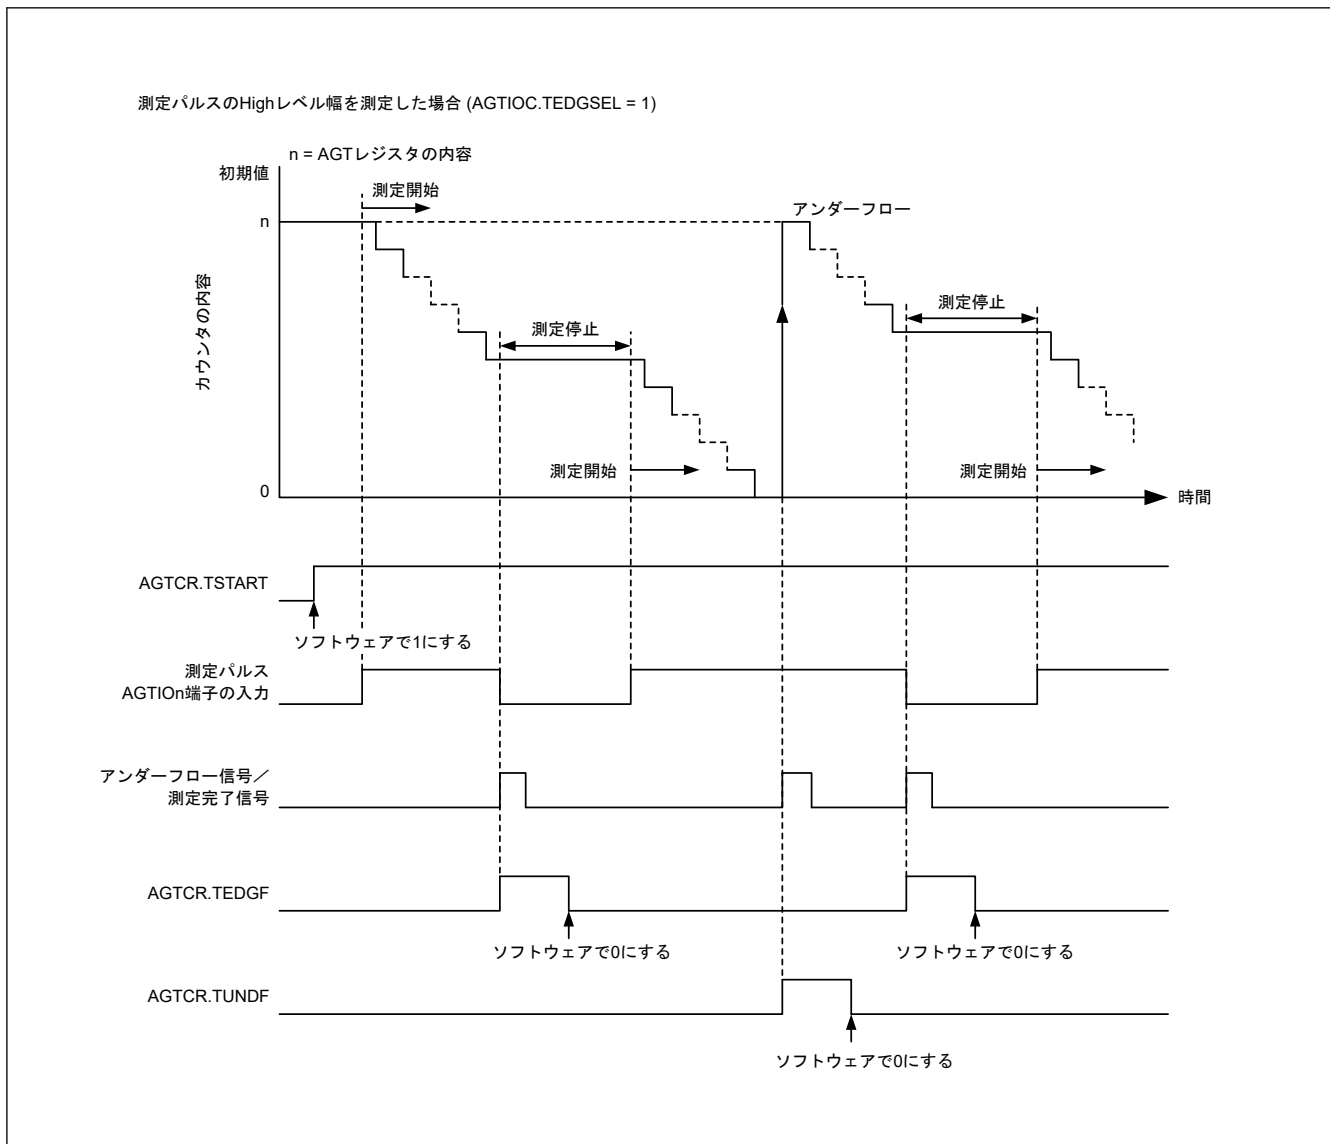 測定パルスのHighレベル幅を測定した場合 (AGTIOC.TEDGSEL = 1)
n = AGTレジスタの内容
初期値
測定開始
n
アンダーフロー
カウンタの内容
測定停止
測定停止
測定開始
測定開始
0
時間
AGTCR.TSTART
ソフトウェアで1にする
測定パルス
AGTIOn端子の入力
アンダーフロー信号／
測定完了信号
AGTCR.TEDGF
ソフトウェアで0にする
ソフトウェアで0にする
AGTCR.TUNDF
ソフトウェアで0にする